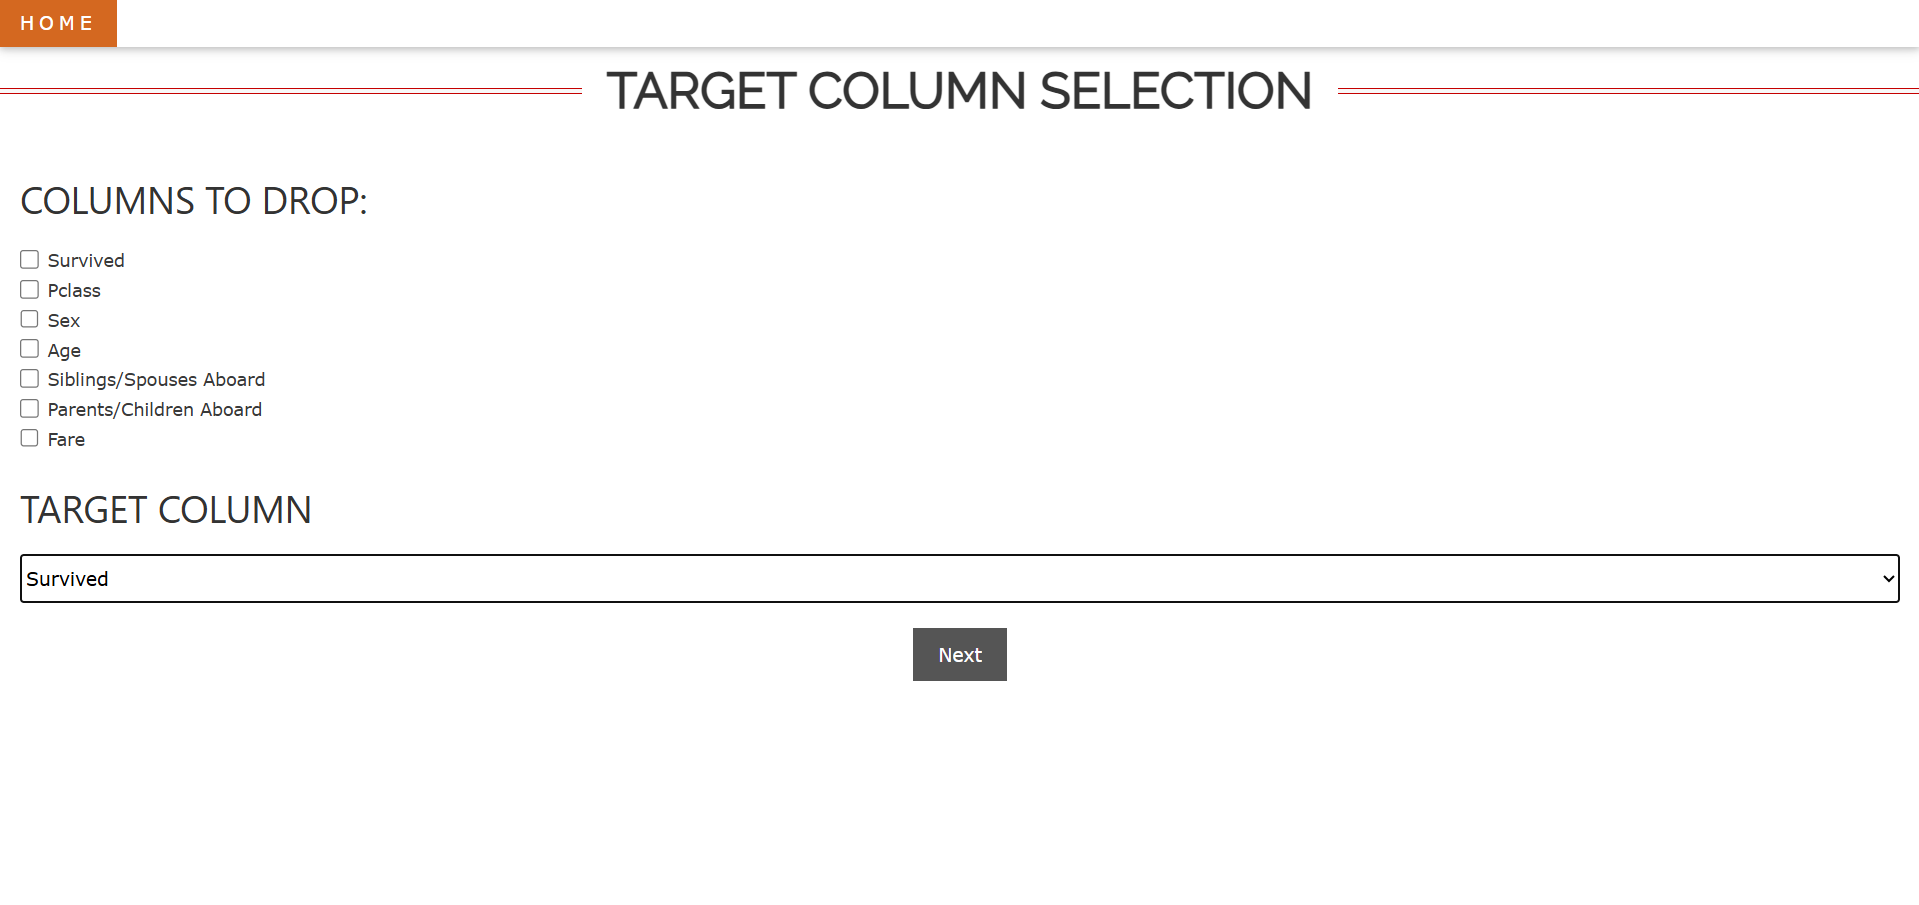 HOME
TARGET COLUMN SELECTION
COLUMNS TO DROP:
Survived
Pclass
Sex
Age
Siblings/Spouses Aboard
Parents/Children Aboard
Fare
TARGET COLUMN
Survived
Next